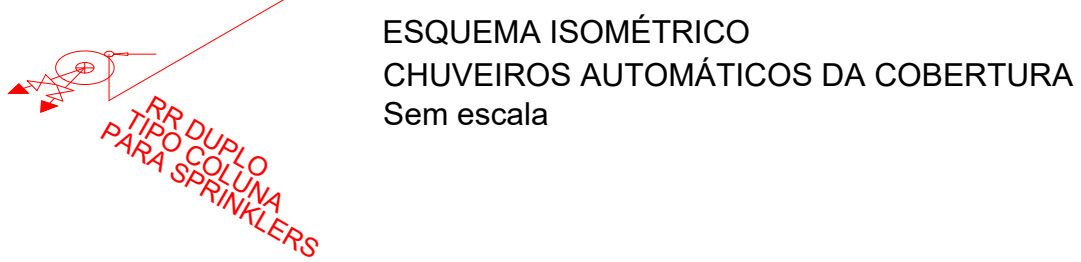 ESQUEMA ISOMÉTRICO
CHUVEIROS AUTOMÁTICOS DA COBERTURA
Sem escala
RR DUPLO
TIPO COLUNA
PARA SPRINKLERS